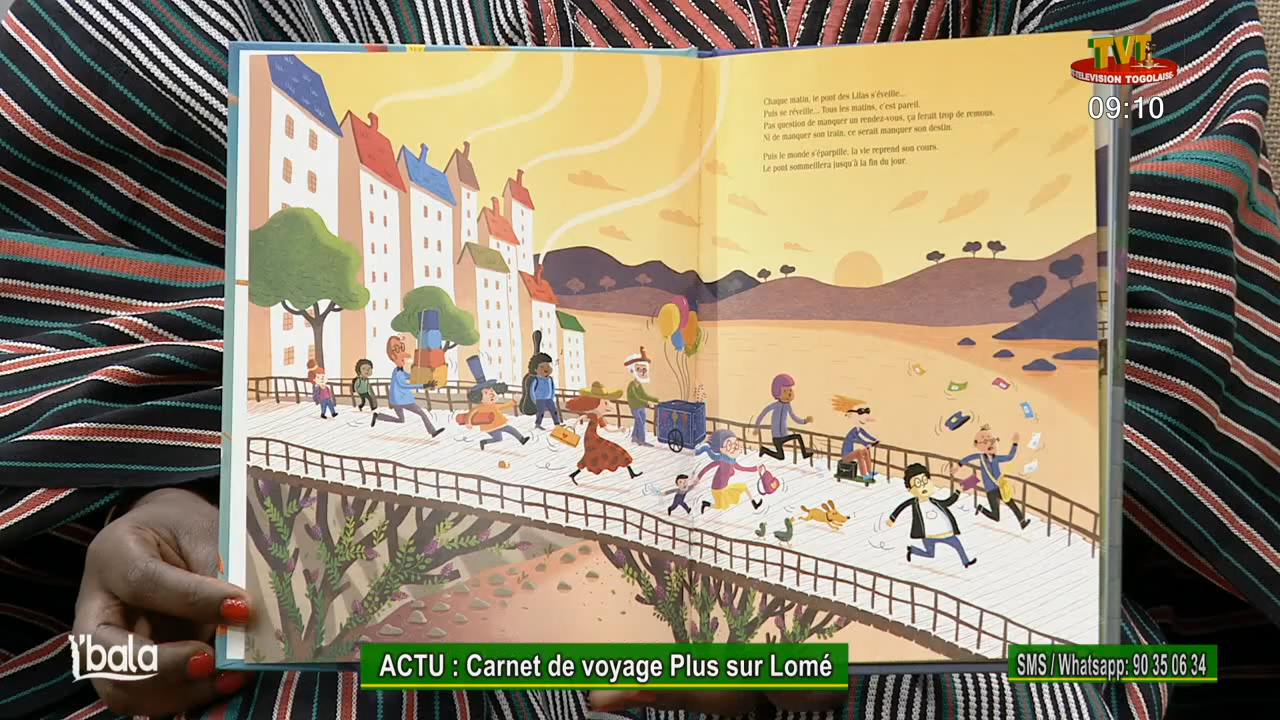 Chaque matin, le pont des Lilas s'éveille...
Puis se réveille... Tous les matins, c'est pareil.
Pas question de manquer un rendez-vous, ça ferait trop de remous.
Ni de manquer son train, ce serait manquer son destin.
Puis le monde s'éparpille, la vie reprend son cours.
Le pont sommeillera jusqu'à la fin du jour.
TVT
TELEVISION TOGOLAISE
09:10
ACTU : Carnet de voyage Plus sur Lomé
SMS / Whatsapp: 90 35 06 34